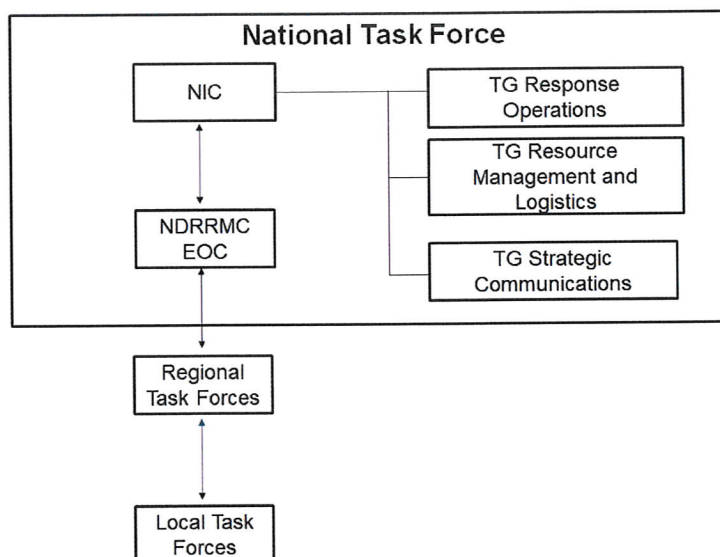 National Task Force
NIC
TG Response
Operations
TG Resource
Management and
Logistics
NDRRMC
EOC
TG Strategic
Communications
Regional
Task Forces
Local Task
Forces